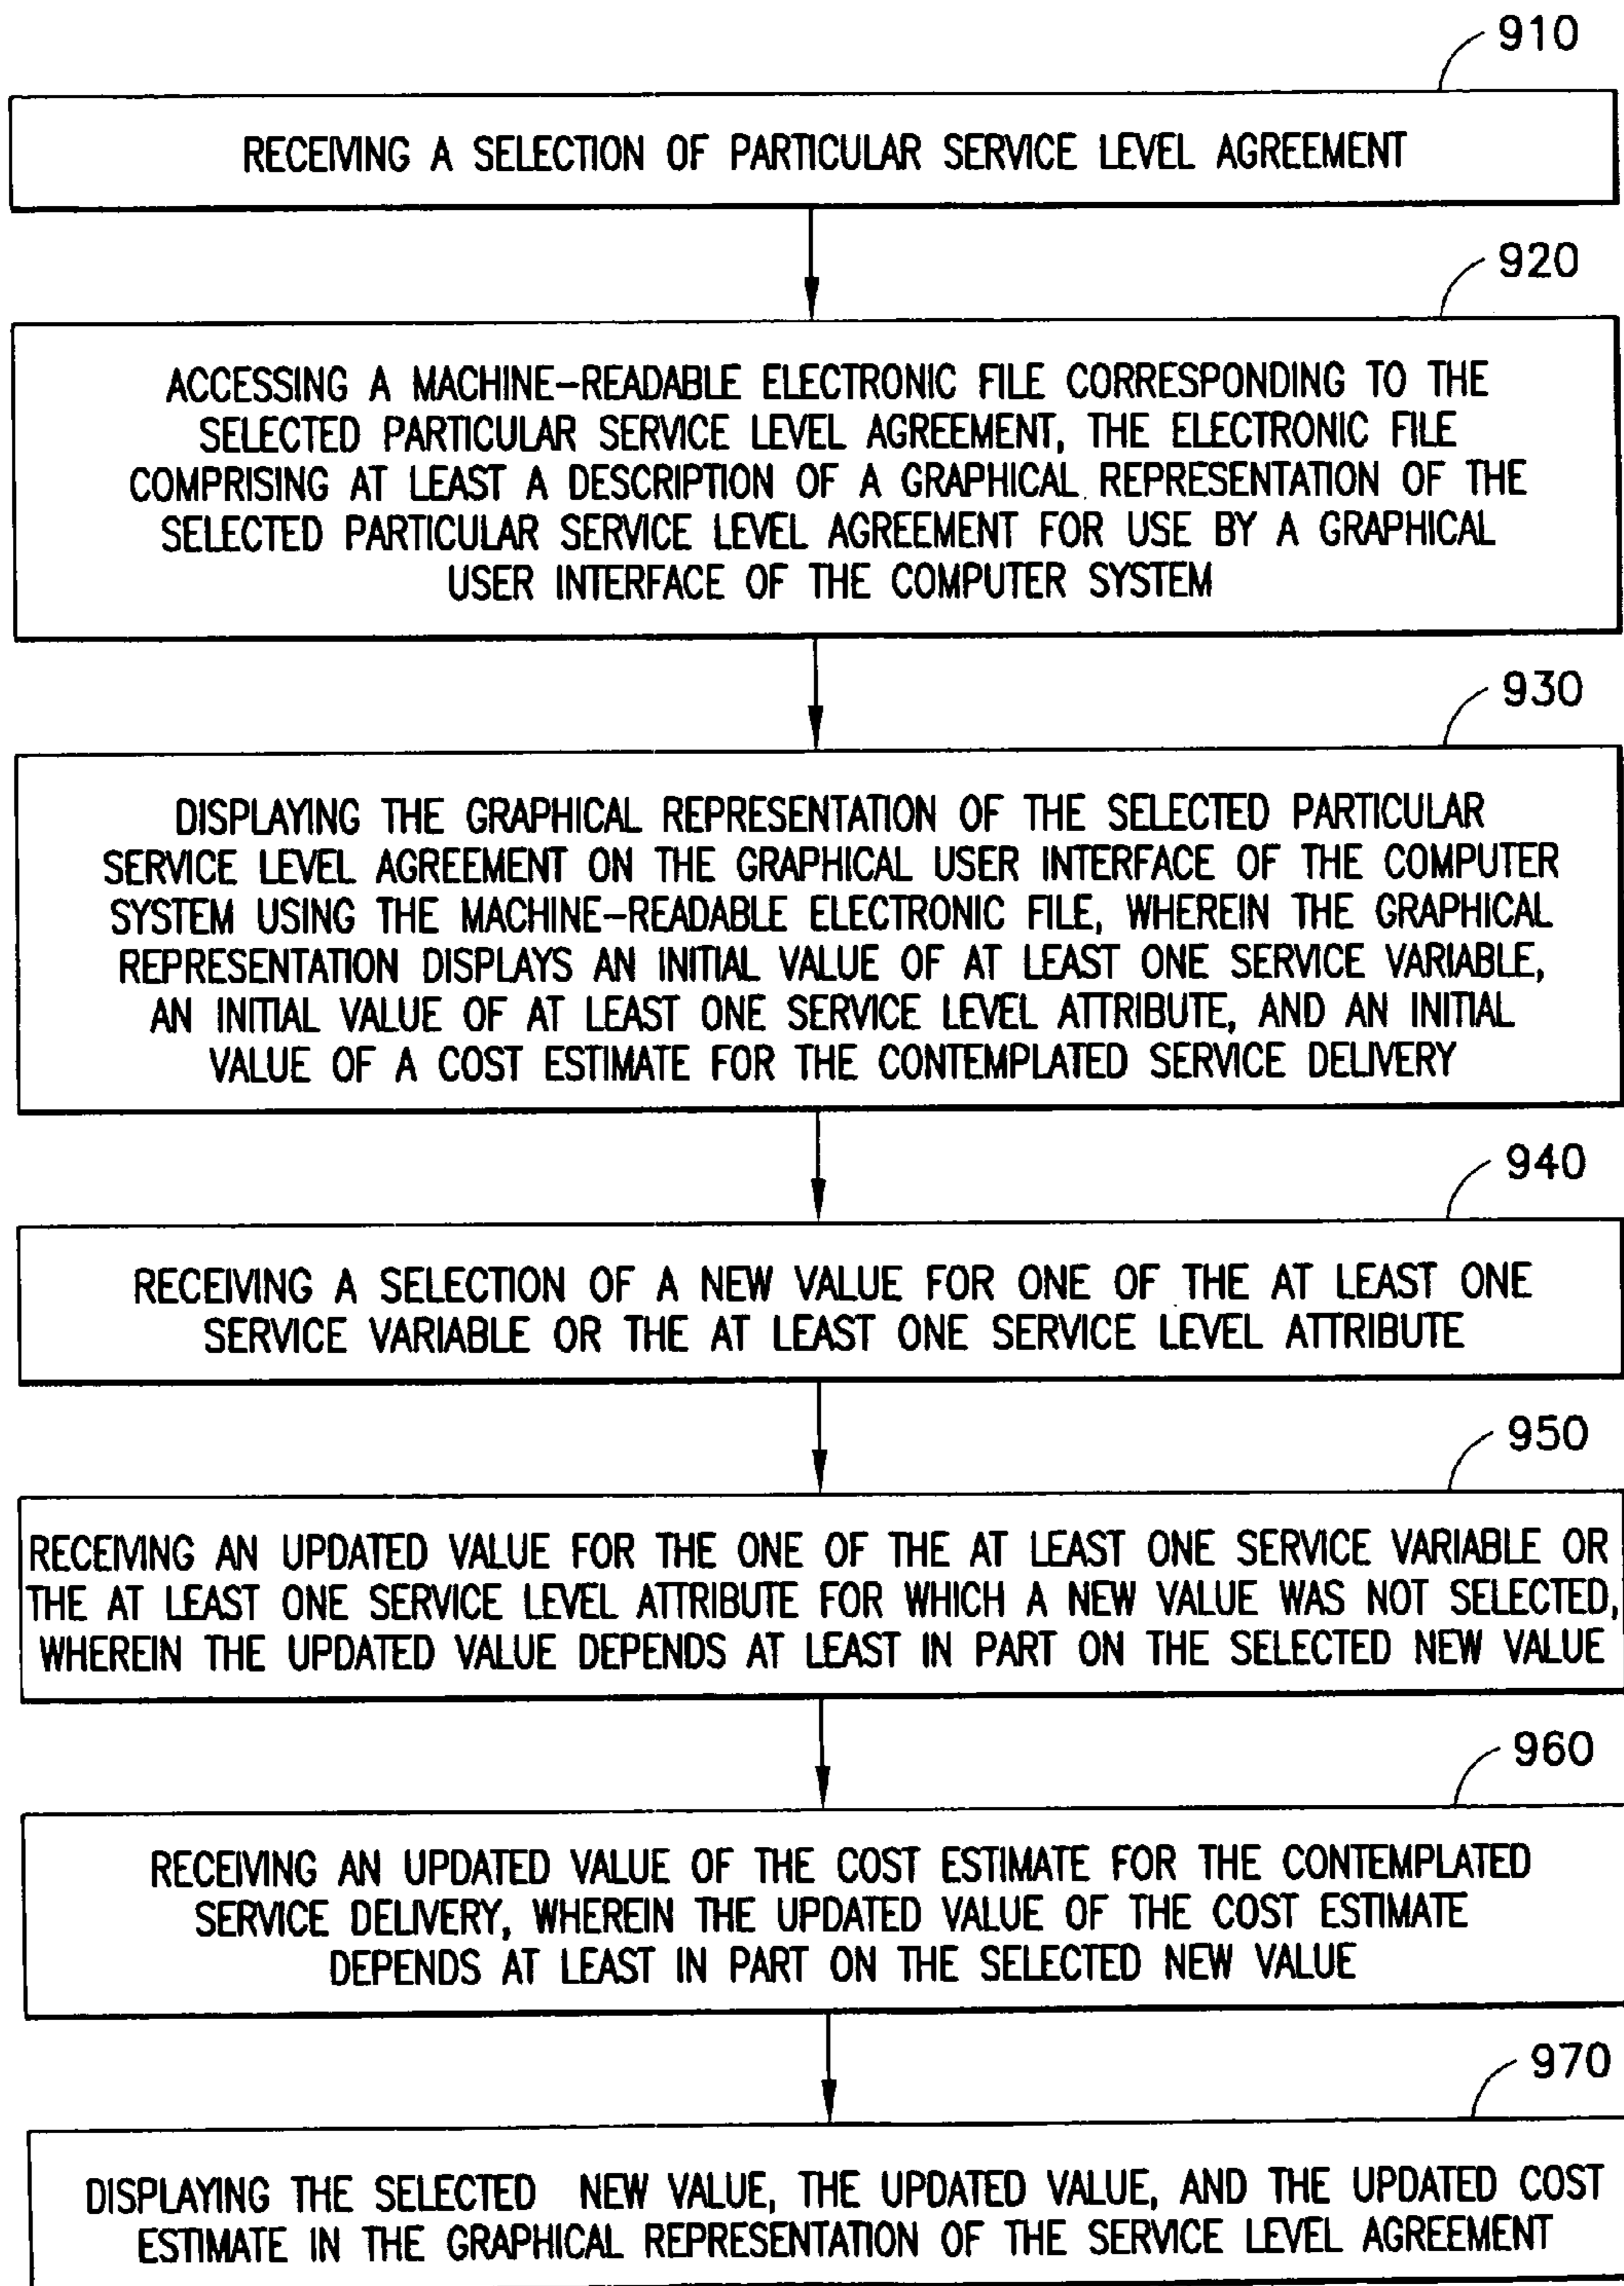 910
RECEIVING A SELECTION OF PARTICULAR SERVICE LEVEL AGREEMENT
920
ACCESSING A MACHINE-READABLE ELECTRONIC FILE CORRESPONDING TO THE
SELECTED PARTICULAR SERVICE LEVEL AGREEMENT, THE ELECTRONIC FILE
COMPRISING AT LEAST A DESCRIPTION OF A GRAPHICAL REPRESENTATION OF THE
SELECTED PARTICULAR SERVICE LEVEL AGREEMENT FOR USE BY A GRAPHICAL
USER INTERFACE OF THE COMPUTER SYSTEM
930
DISPLAYING THE GRAPHICAL REPRESENTATION OF THE SELECTED PARTICULAR
SERVICE LEVEL AGREEMENT ON THE GRAPHICAL USER INTERFACE OF THE COMPUTER
SYSTEM USING THE MACHINE-READABLE ELECTRONIC FILE, WHEREIN THE GRAPHICAL
REPRESENTATION DISPLAYS AN INITIAL VALUE OF AT LEAST ONE SERVICE VARIABLE,
AN INITIAL VALUE OF AT LEAST ONE SERVICE LEVEL ATTRIBUTE, AND AN INITIAL
VALUE OF A COST ESTIMATE FOR THE CONTEMPLATED SERVICE DELIVERY
940
RECEIVING A SELECTION OF A NEW VALUE FOR ONE OF THE AT LEAST ONE
SERVICE VARIABLE OR THE AT LEAST ONE SERVICE LEVEL ATTRIBUTE
950
RECEIVING AN UPDATED VALUE FOR THE ONE OF THE AT LEAST ONE SERVICE VARIABLE OR
THE AT LEAST ONE SERVICE LEVEL ATTRIBUTE FOR WHICH A NEW VALUE WAS NOT SELECTED,
WHEREIN THE UPDATED VALUE DEPENDS AT LEAST IN PART ON THE SELECTED NEW VALUE
960
RECEIVING AN UPDATED VALUE OF THE COST ESTIMATE FOR THE CONTEMPLATED
SERVICE DELIVERY, WHEREIN THE UPDATED VALUE OF THE COST ESTIMATE
DEPENDS AT LEAST IN PART ON THE SELECTED NEW VALUE
970
DISPLAYING THE SELECTED NEW VALUE, THE UPDATED VALUE, AND THE UPDATED COST
ESTIMATE IN THE GRAPHICAL REPRESENTATION OF THE SERVICE LEVEL AGREEMENT